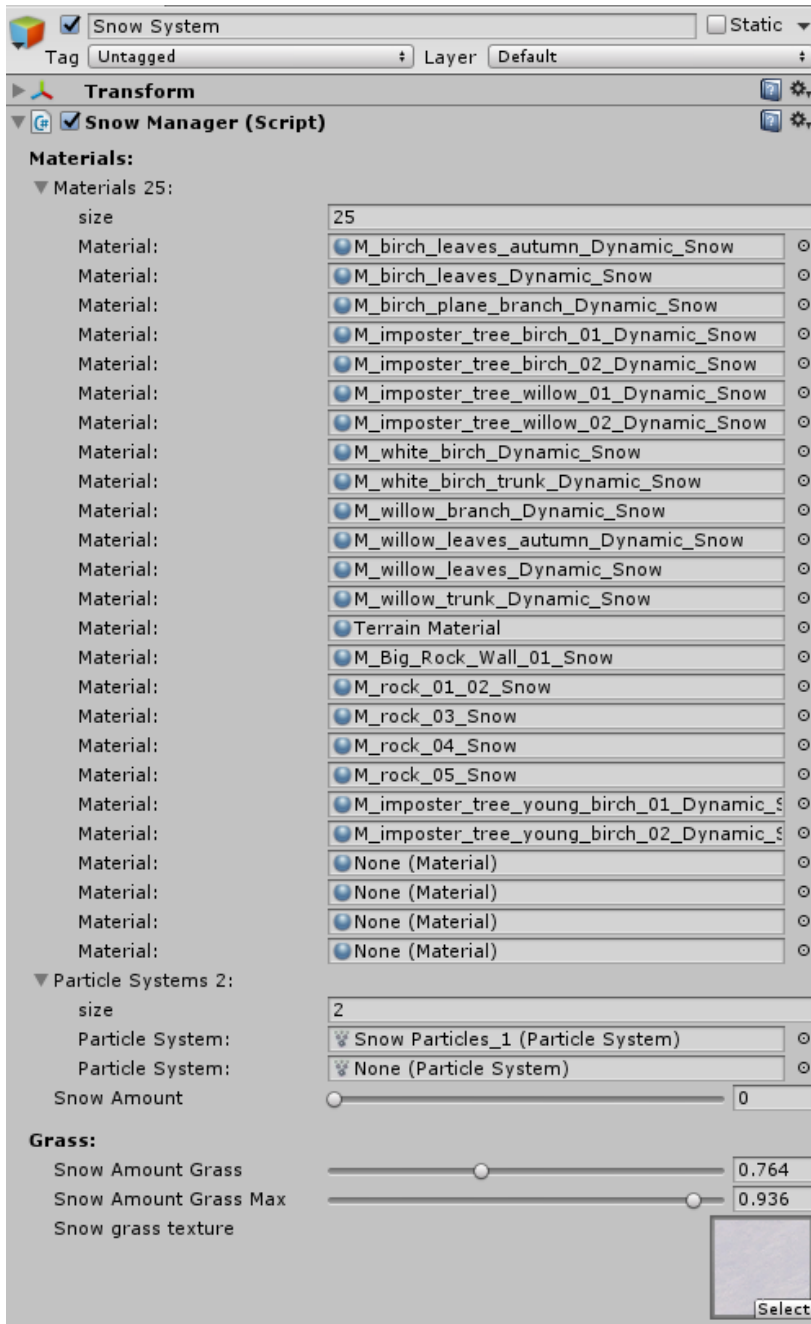 Snow System Static
Tag Untagged Layer Default
Transform
Snow Manager (Script)
Materials:
Materials 25:
size 25
Material: M_birch_leaves_autumn_Dynamic_Snow
Material: M_birch_leaves_Dynamic_Snow
Material: M_birch_plane_branch_Dynamic_Snow
Material: M_imposter_tree_birch_01_Dynamic_Snow
Material: M_imposter_tree_birch_02_Dynamic_Snow
Material: M_imposter_tree_willow_01_Dynamic_Snow
Material: M_imposter_tree_willow_02_Dynamic_Snow
Material: M_white_birch_Dynamic_Snow
Material: M_white_birch_trunk_Dynamic_Snow
Material: M_willow_branch_Dynamic_Snow
Material: M_willow_leaves_autumn_Dynamic_Snow
Material: M_willow_leaves_Dynamic_Snow
Material: M_willow_trunk_Dynamic_Snow
Material: Terrain Material
Material: M_Big_Rock_Wall_01_Snow
Material: M_rock_01_02_Snow
Material: M_rock_03_Snow
Material: M_rock_04_Snow
Material: M_rock_05_Snow
Material: M_imposter_tree_young_birch_01_Dynamic_S
Material: M_imposter_tree_young_birch_02_Dynamic_S
Material: None (Material)
Material: None (Material)
Material: None (Material)
Material: None (Material)
Particle Systems 2:
size 2
Particle System: Snow Particles_1 (Particle System)
Particle System: None (Particle System)
Snow Amount 0
Grass:
Snow Amount Grass 0.764
Snow Amount Grass Max 0.936
Snow grass texture
Select